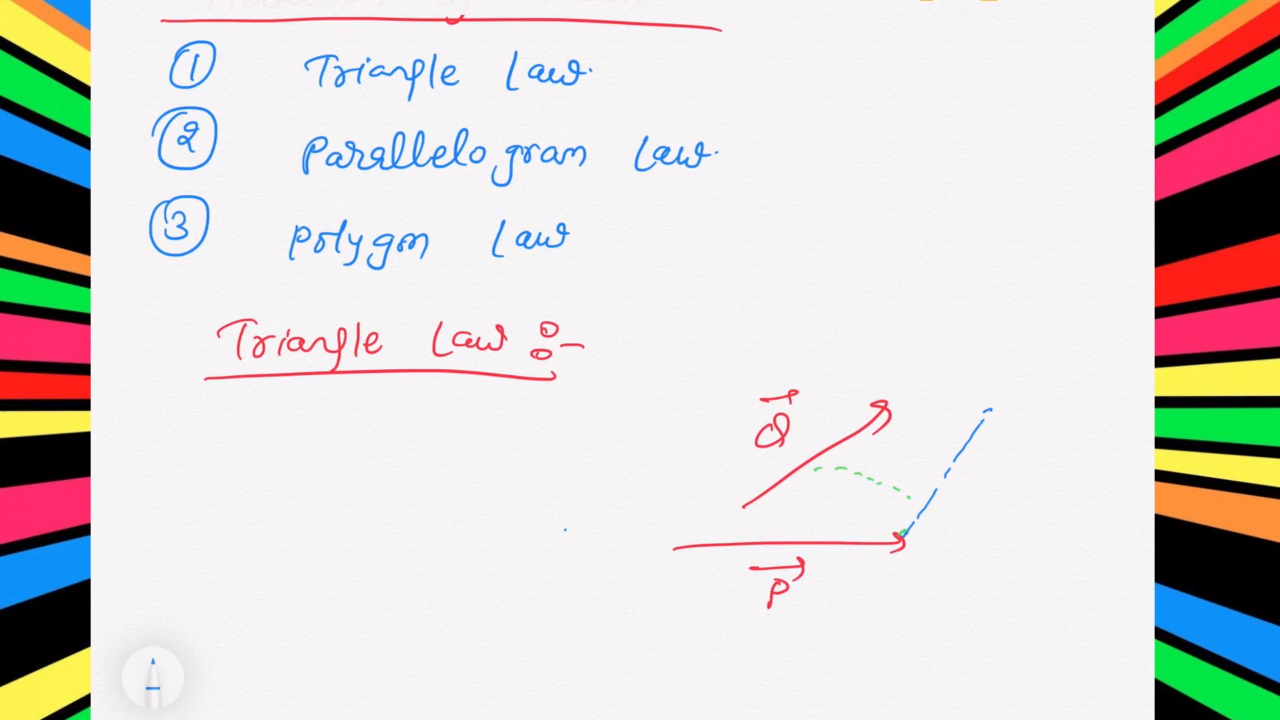 1 Triangle Law.
2 Parallelogram Law.
3 Polygon Law
Triangle Law :-
Q
P